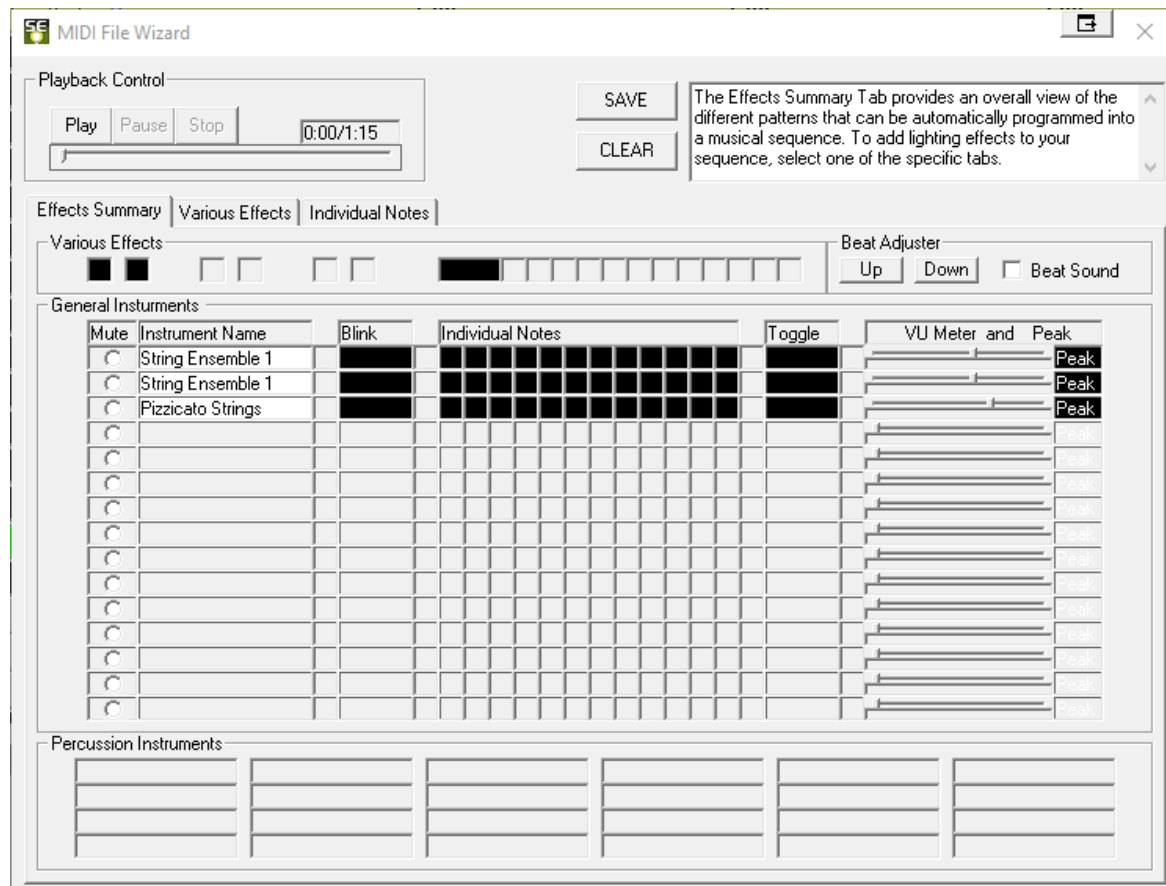 SE MIDI File Wizard
Playback Control
Play Pause Stop 0:00/1:15
SAVE
CLEAR
The Effects Summary Tab provides an overall view of the
different patterns that can be automatically programmed into
a musical sequence. To add lighting effects to your
sequence, select one of the specific tabs.
Effects Summary Various Effects Individual Notes
Various Effects
Beat Adjuster
Up Down Beat Sound
General Insturments
Mute Instrument Name Blink Individual Notes Toggle VU Meter and Peak
String Ensemble 1 Peak
String Ensemble 1 Peak
Pizzicato Strings Peak
Peak
Peak
Peak
Peak
Peak
Peak
Peak
Peak
Peak
Peak
Peak
Peak
Percussion Instruments